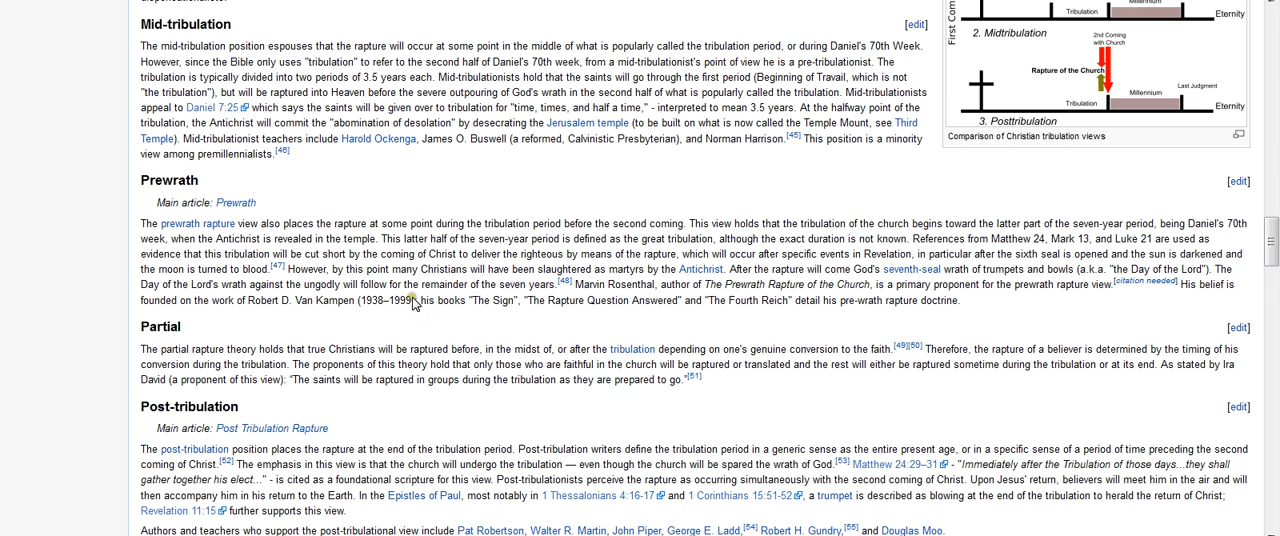 Mid-tribulation
[edit]
The mid-tribulation position espouses that the rapture will occur at some point in the middle of what is popularly called the tribulation period, or during Daniel's 70th Week.
However, since the Bible only uses "tribulation" to refer to the second half of Daniel's 70th week, from a mid-tribulationist's point of view he is a pre-tribulationist. The
tribulation is typically divided into two periods of 3.5 years each. Mid-tribulationists hold that the saints will go through the first period (Beginning of Travail, which is not
"the tribulation"), but will be raptured into Heaven before the severe outpouring of God's wrath in the second half of what is popularly called the tribulation. Mid-tribulationists
appeal to Daniel 7:25 which says the saints will be given over to tribulation for "time, times, and half a time," - interpreted to mean 3.5 years. At the halfway point of the
tribulation, the Antichrist will commit the "abomination of desolation" by desecrating the Jerusalem temple (to be built on what is now called the Temple Mount, see Third
Temple). Mid-tribulationist teachers include Harold Ockenga, James O. Buswell (a reformed, Calvinistic Presbyterian), and Norman Harrison.[45] This position is a minority
view among premillennialists.[46]
First Com
Tribulation
Millennium
Eternity
2. Midtribulation
2nd Coming
with Church
Rapture of the Church
Last Judgment
Tribulation
Millennium
Eternity
3. Posttribulation
Comparison of Christian tribulation views
Prewrath
[edit]
Main article: Prewrath
The prewrath rapture view also places the rapture at some point during the tribulation period before the second coming. This view holds that the tribulation of the church begins toward the latter part of the seven-year period, being Daniel's 70th
week, when the Antichrist is revealed in the temple. This latter half of the seven-year period is defined as the great tribulation, although the exact duration is not known. References from Matthew 24, Mark 13, and Luke 21 are used as
evidence that this tribulation will be cut short by the coming of Christ to deliver the righteous by means of the rapture, which will occur after specific events in Revelation, in particular after the sixth seal is opened and the sun is darkened and
the moon is turned to blood.[47] However, by this point many Christians will have been slaughtered as martyrs by the Antichrist. After the rapture will come God's seventh-seal wrath of trumpets and bowls (a.k.a. "the Day of the Lord"). The
Day of the Lord's wrath against the ungodly will follow for the remainder of the seven years.[48] Marvin Rosenthal, author of The Prewrath Rapture of the Church, is a primary proponent for the prewrath rapture view.[citation needed] His belief is
founded on the work of Robert D. Van Kampen (1938–1999); his books "The Sign", "The Rapture Question Answered" and "The Fourth Reich" detail his pre-wrath rapture doctrine.
Partial
[edit]
The partial rapture theory holds that true Christians will be raptured before, in the midst of, or after the tribulation depending on one's genuine conversion to the faith.[49][50] Therefore, the rapture of a believer is determined by the timing of his
conversion during the tribulation. The proponents of this theory hold that only those who are faithful in the church will be raptured or translated and the rest will either be raptured sometime during the tribulation or at its end. As stated by Ira
David (a proponent of this view): "The saints will be raptured in groups during the tribulation as they are prepared to go."[51]
Post-tribulation
[edit]
Main article: Post Tribulation Rapture
The post-tribulation position places the rapture at the end of the tribulation period. Post-tribulation writers define the tribulation period in a generic sense as the entire present age, or in a specific sense of a period of time preceding the second
coming of Christ.[52] The emphasis in this view is that the church will undergo the tribulation — even though the church will be spared the wrath of God.[53] Matthew 24:29–31 - "Immediately after the Tribulation of those days...they shall
gather together his elect..." - is cited as a foundational scripture for this view. Post-tribulationists perceive the rapture as occurring simultaneously with the second coming of Christ. Upon Jesus' return, believers will meet him in the air and will
then accompany him in his return to the Earth. In the Epistles of Paul, most notably in 1 Thessalonians 4:16-17 and 1 Corinthians 15:51-52, a trumpet is described as blowing at the end of the tribulation to herald the return of Christ;
Revelation 11:15 further supports this view.
Authors and teachers who support the post-tribulational view include Pat Robertson, Walter R. Martin, John Piper, George E. Ladd,[54] Robert H. Gundry,[55] and Douglas Moo.